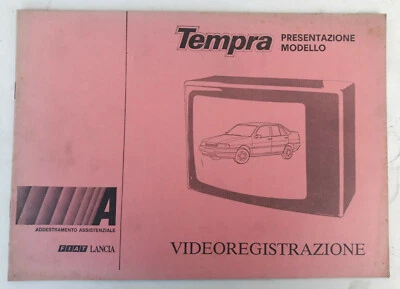 Tempra PRESENTAZIONE
MODELLO
A
ADDESTRAMENTO ASSISTENZIALE
FIAT LANCIA
VIDEOREGISTRAZIONE